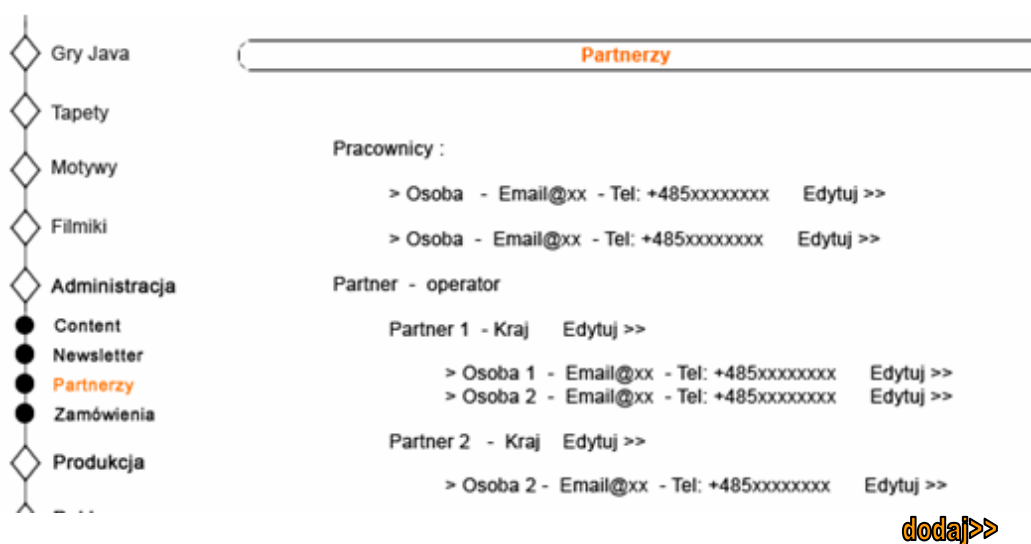 Gry Java
Tapety
Motywy
Filmiki
Administracja
Content
Newsletter
Partnerzy
Zamówienia
Produkcja
Partnerzy
Pracownicy :
> Osoba - Email@xx - Tel: +485xxxxxxxx Edytuj >>
> Osoba - Email@xx - Tel: +485xxxxxxxx Edytuj >>
Partner - operator
Partner 1 - Kraj Edytuj >>
> Osoba 1 - Email@xx - Tel: +485xxxxxxxx Edytuj >>
> Osoba 2 - Email@xx - Tel: +485xxxxxxxx Edytuj >>
Partner 2 - Kraj Edytuj >>
> Osoba 2 - Email@xx - Tel: +485xxxxxxxx Edytuj >>
dodaj>>